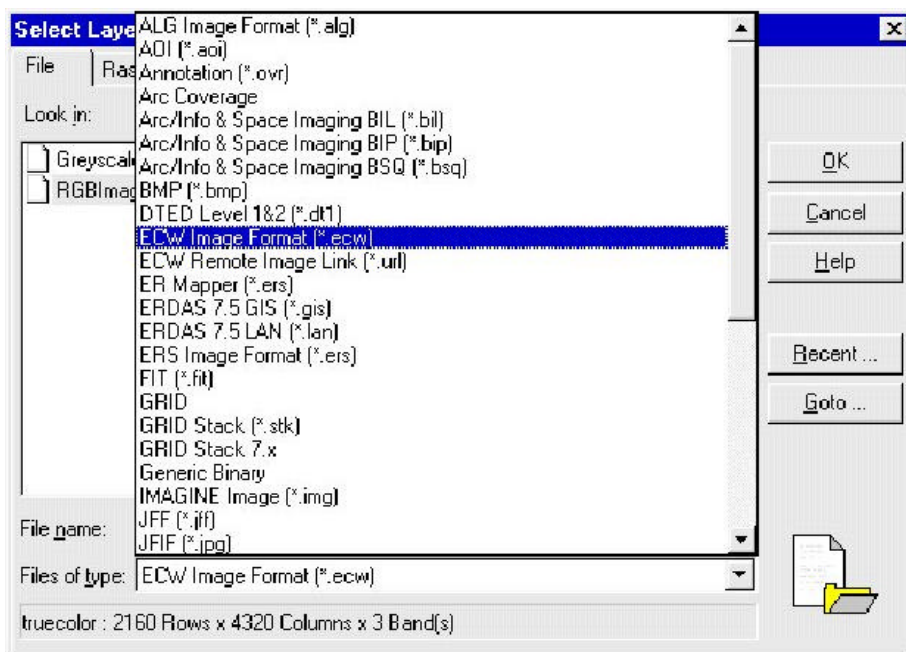 Select Laye
File
Ras
Look in:
Greyscal
RGBImag
ALG Image Format (*.alg)
AOI (*.aoi)
Annotation (*.ovr)
Arc Coverage
Arc/Info & Space Imaging BIL (*.bil)
Arc/Info & Space Imaging BIP (*.bip)
Arc/Info & Space Imaging BSQ (*.bsq)
BMP (*.bmp)
DTED Level 1&2 (*.dt1)
ECW Image Format (*.ecw)
ECW Remote Image Link (*.url)
ER Mapper (*.ers)
ERDAS 7.5 GIS (*.gis)
ERDAS 7.5 LAN (*.lan)
ERS Image Format (*.ers)
FIT (*.fit)
GRID
GRID Stack (*.stk)
GRID Stack 7.x
Generic Binary
IMAGINE Image (*.img)
JFF (*.jff)
JFIF (*.jpg)
OK
Cancel
Help
Recent ...
Goto ...
File name:
Files of type: ECW Image Format (*.ecw)
truecolor : 2160 Rows x 4320 Columns x 3 Band(s)